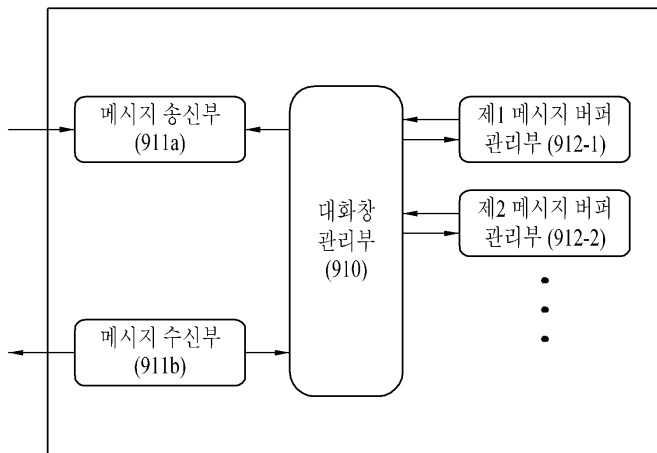 메시지 송신부
(911a)
제1 메시지 버퍼
관리부 (912-1)
대화창
관리부
(910)
제2 메시지 버퍼
관리부 (912-2)
메시지 수신부
(911b)